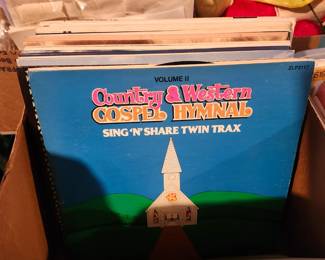 VOLUME II
Country & Western
GOSPEL HYMNAL
SING 'N' SHARE TWIN TRAX